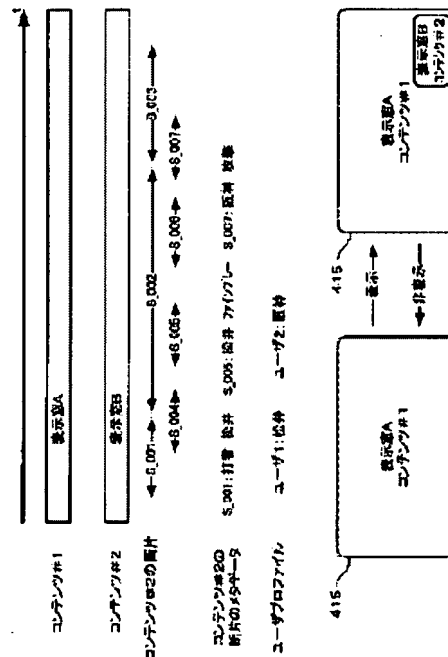 t
コンテンツ#1
表示窓A
コンテンツ#2
表示窓B
コンテンツ#2の断片
S_001
S_002
S_003
S_004
S_005
S_006
S_007
コンテンツ#2の
断片のメタデータ
S_001: 打者 松井 S_005: 松井 ファインプレー S_007: 阪神 攻撃
ユーザプロファイル
ユーザ1: 松井 ユーザ2: 阪神
415
表示窓A
コンテンツ#1
表示
非表示
415
表示窓A
コンテンツ#1
表示窓B
コンテンツ#2